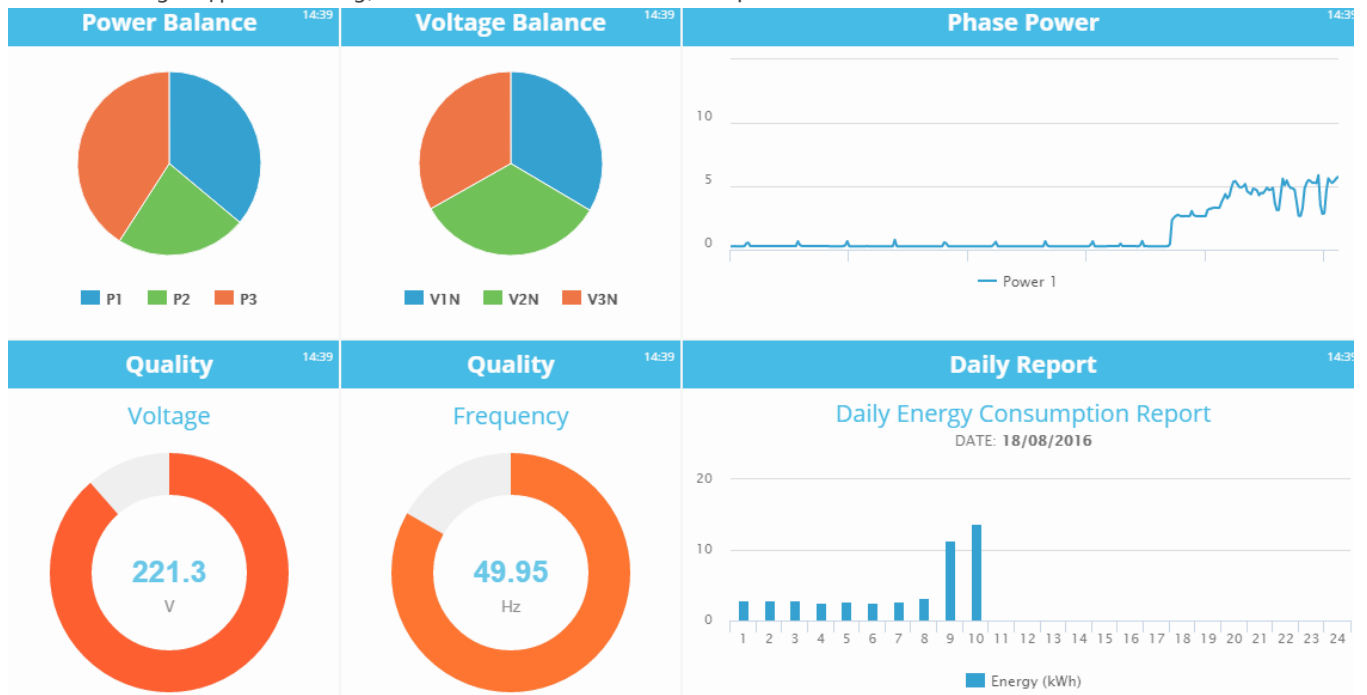 Power Balance
14:39
Voltage Balance
14:39
Phase Power
14:39
P1 P2 P3
V1N V2N V3N
10
5
0
Power 1
Quality
14:39
Voltage
221.3
V
Quality
14:39
Frequency
49.95
Hz
Daily Report
14:39
Daily Energy Consumption Report
DATE: 18/08/2016
20
10
0
1 2 3 4 5 6 7 8 9 10 11 12 13 14 15 16 17 18 19 20 21 22 23 24
Energy (kWh)